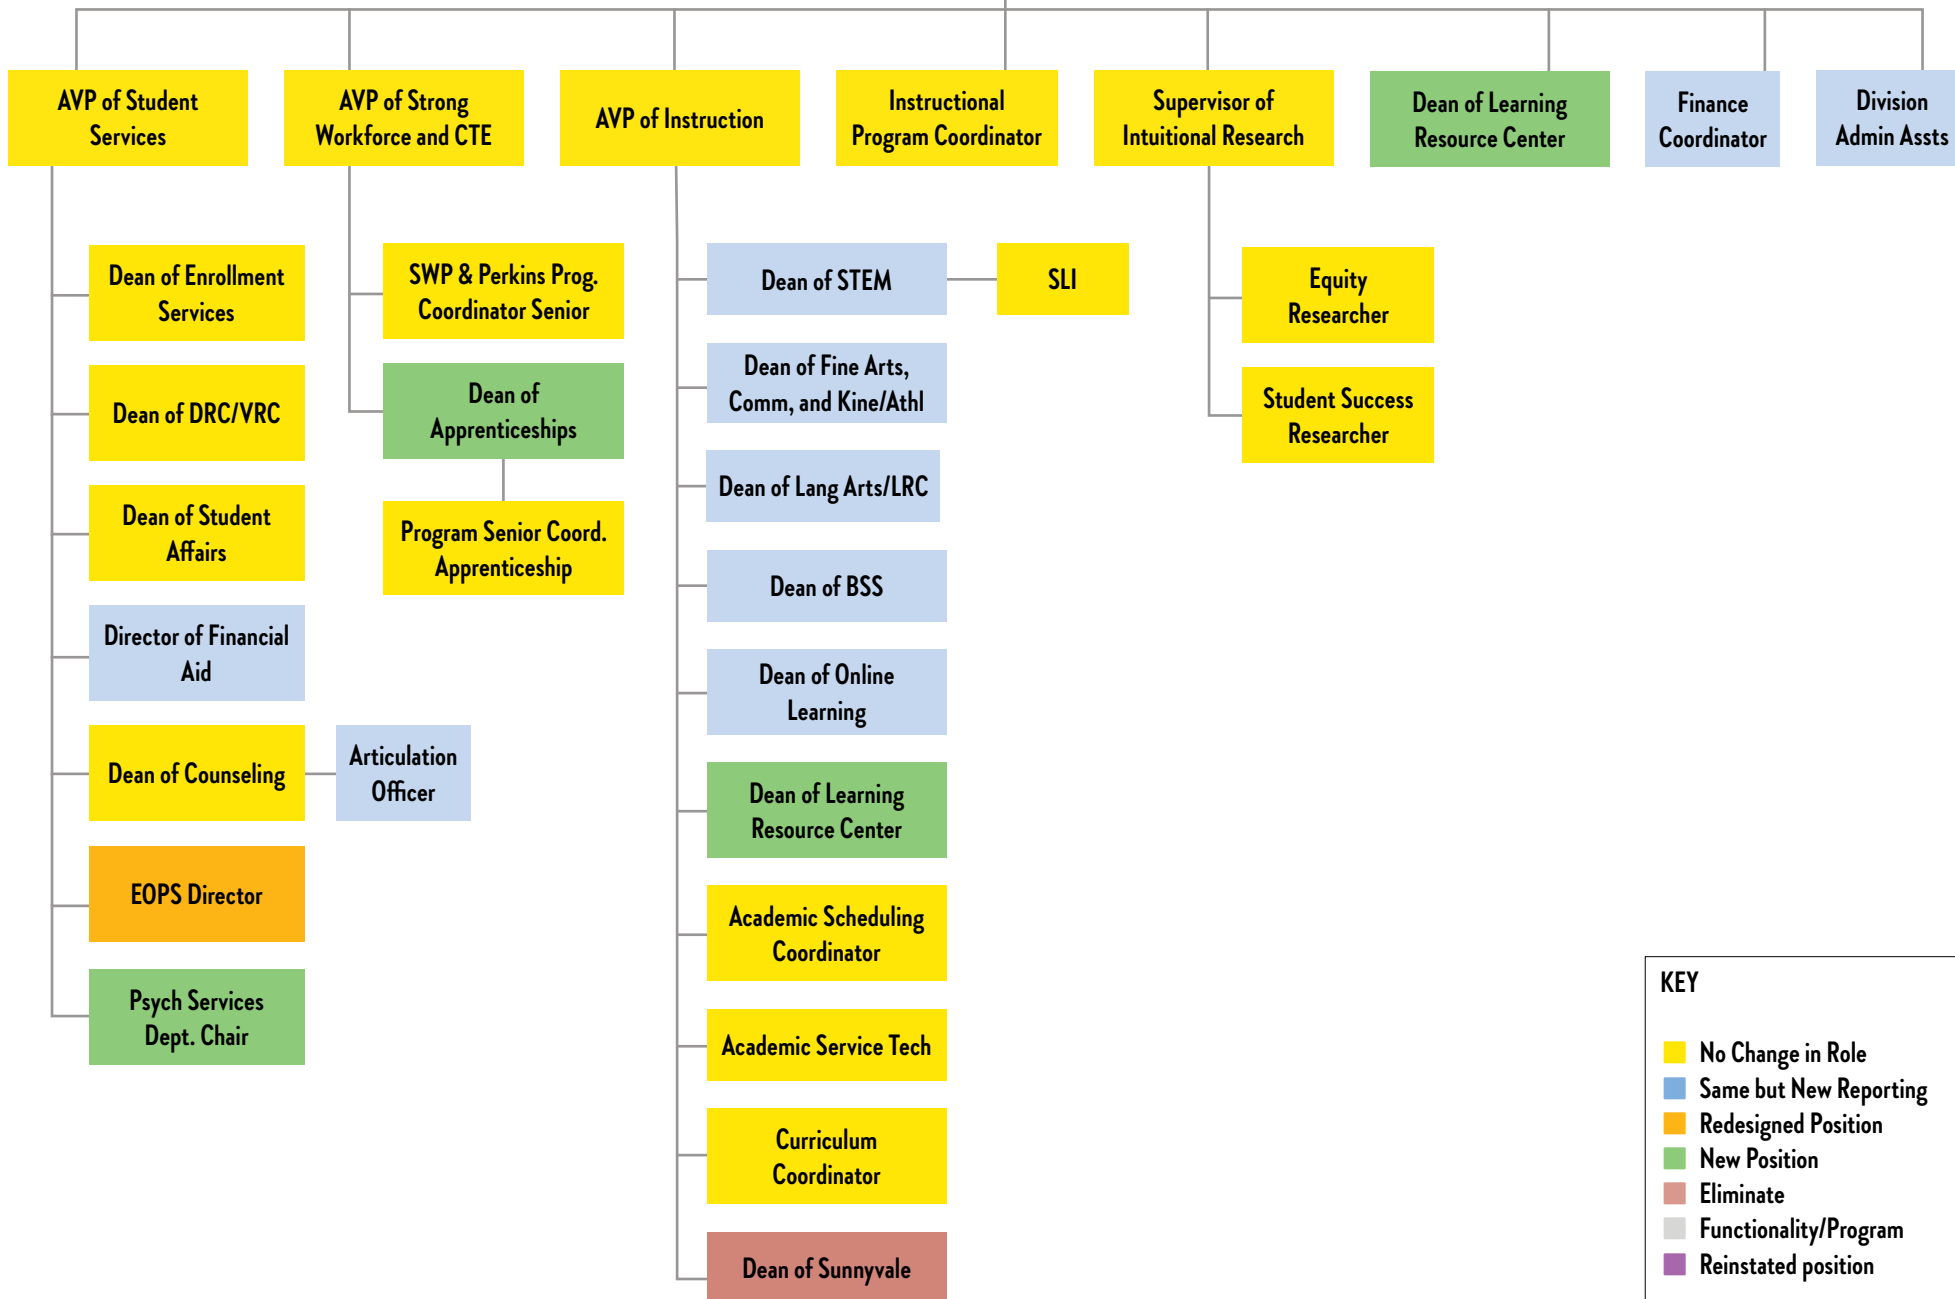 AVP of Student
Services
AVP of Strong
Workforce and CTE
AVP of Instruction
Instructional
Program Coordinator
Supervisor of
Intuitional Research
Dean of Learning
Resource Center
Finance
Coordinator
Division
Admin Assts
Dean of Enrollment
Services
Dean of DRC/VRC
Dean of Student
Affairs
Director of Financial
Aid
Dean of Counseling
Articulation
Officer
EOPS Director
Psych Services
Dept. Chair
SWP & Perkins Prog.
Coordinator Senior
Dean of
Apprenticeships
Program Senior Coord.
Apprenticeship
Dean of STEM
SLI
Dean of Fine Arts,
Comm, and Kine/Athl
Dean of Lang Arts/LRC
Dean of BSS
Dean of Online
Learning
Dean of Learning
Resource Center
Academic Scheduling
Coordinator
Academic Service Tech
Curriculum
Coordinator
Dean of Sunnyvale
Equity
Researcher
Student Success
Researcher
KEY
No Change in Role
Same but New Reporting
Redesigned Position
New Position
Eliminate
Functionality/Program
Reinstated position